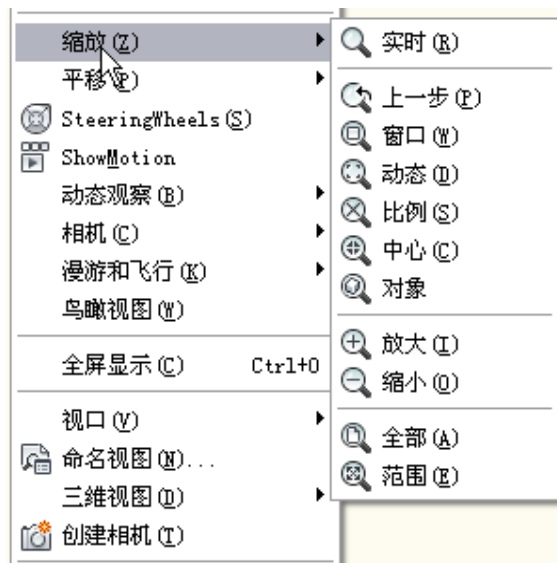 缩放(Z)
平移(P)
SteeringWheels(S)
ShowMotion
动态观察(B)
相机(C)
漫游和飞行(K)
鸟瞰视图(W)
全屏显示(C) Ctrl+0
视口(V)
命名视图(N)...
三维视图(D)
创建相机(T)
实时(R)
上一步(P)
窗口(W)
动态(D)
比例(S)
中心(C)
对象
放大(I)
缩小(O)
全部(A)
范围(E)